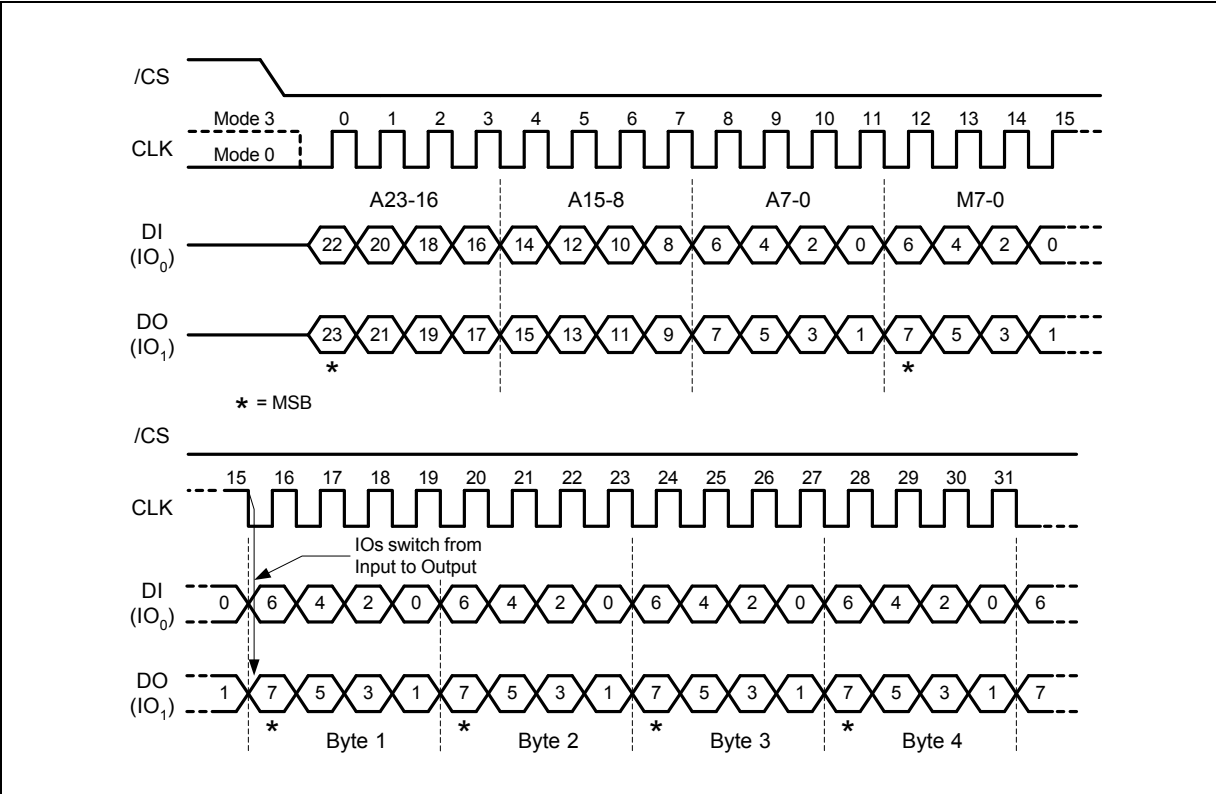 /CS
Mode 3 0 1 2 3 4 5 6 7 8 9 10 11 12 13 14 15
CLK Mode 0
A23-16 A15-8 A7-0 M7-0
DI
(IO0) 22 20 18 16 14 12 10 8 6 4 2 0 6 4 2 0
DO
(IO1) 23 21 19 17 15 13 11 9 7 5 3 1 7 5 3 1
* *
* = MSB
/CS
15 16 17 18 19 20 21 22 23 24 25 26 27 28 29 30 31
CLK
IOs switch from
Input to Output
DI
(IO0) 0 6 4 2 0 6 4 2 0 6 4 2 0 6 4 2 0 6
DO
(IO1) 1 7 5 3 1 7 5 3 1 7 5 3 1 7 5 3 1 7
* * * *
Byte 1 Byte 2 Byte 3 Byte 4